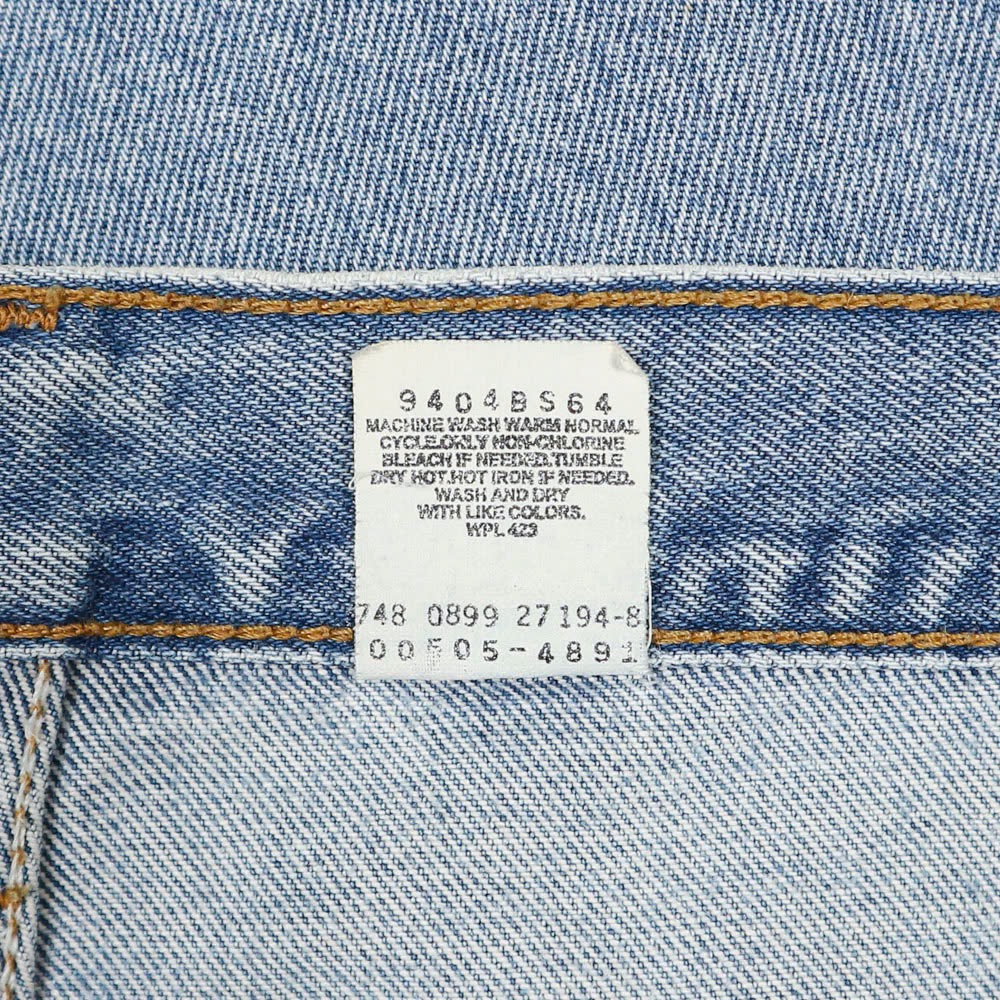 9404BS64
MACHINE WASH WARM NORMAL
CYCLE.ONLY NON-CHLORINE
BLEACH IF NEEDED.TUMBLE
DRY HOT.HOT IRON IF NEEDED.
WASH AND DRY
WITH LIKE COLORS.
WPL 423
748 0899 27194-8
00505-4891